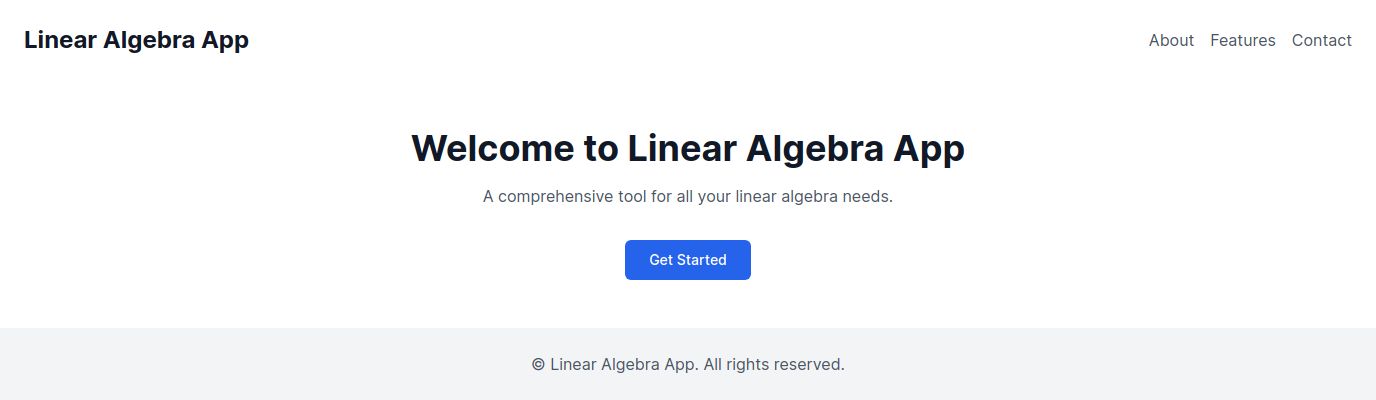 Linear Algebra App
About Features Contact
Welcome to Linear Algebra App
A comprehensive tool for all your linear algebra needs.
Get Started
© Linear Algebra App. All rights reserved.